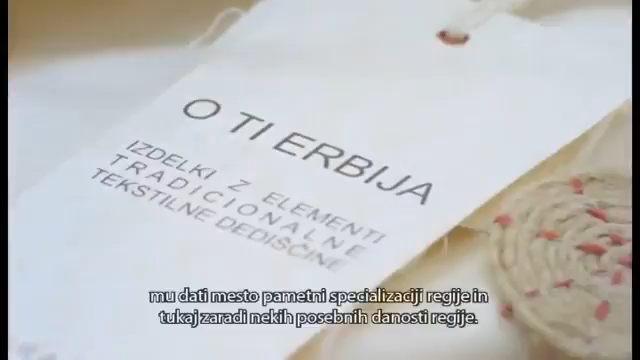 O TI ERBIJA
IZDELKI Z ELEMENTI
TRADICIONALNE
TEKSTILNE DEDIŠČINE
mu dati mesto pametni specializaciji regije in
tukaj zaradi nekih posebnih danosti regije.